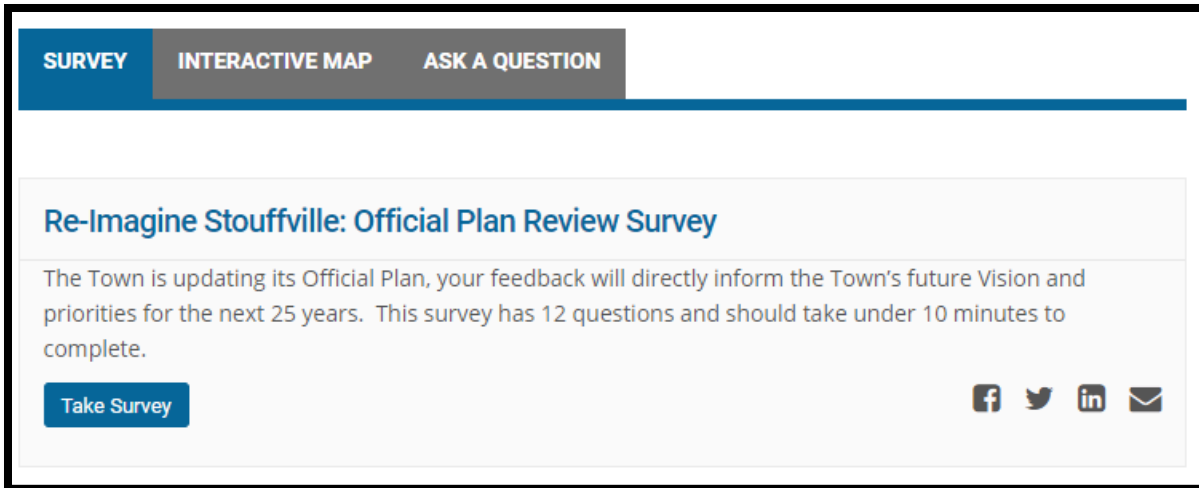 SURVEY INTERACTIVE MAP ASK A QUESTION
Re-Imagine Stouffville: Official Plan Review Survey
The Town is updating its Official Plan, your feedback will directly inform the Town’s future Vision and
priorities for the next 25 years.  This survey has 12 questions and should take under 10 minutes to
complete.
Take Survey